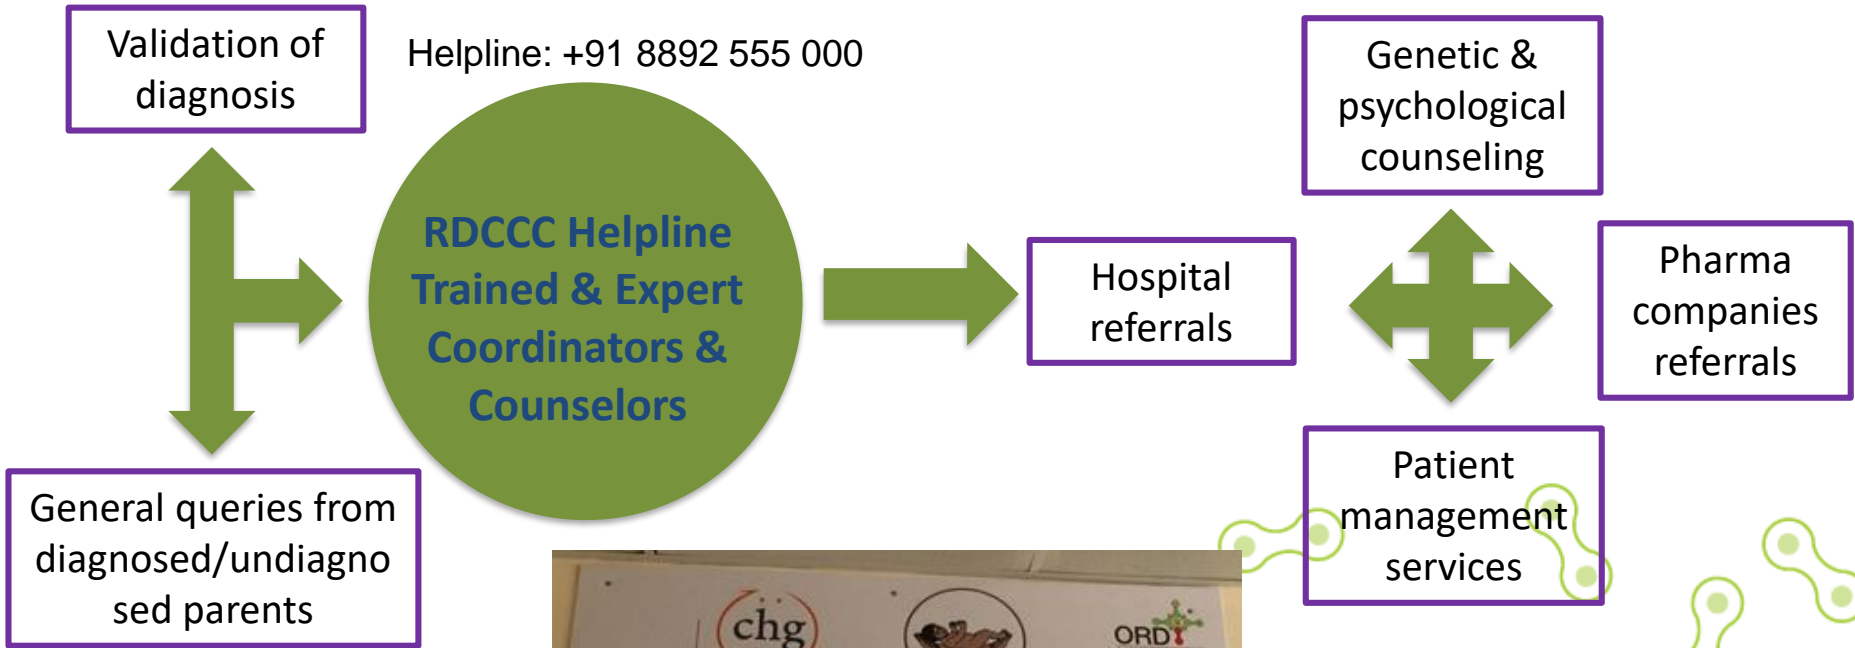 Validation of
diagnosis
Helpline: +91 8892 555 000
Genetic &
psychological
counseling
RDCCC Helpline
Trained & Expert
Coordinators &
Counselors
Hospital
referrals
Pharma
companies
referrals
General queries from
diagnosed/undiagno
sed parents
Patient
management
services
chg
ORD